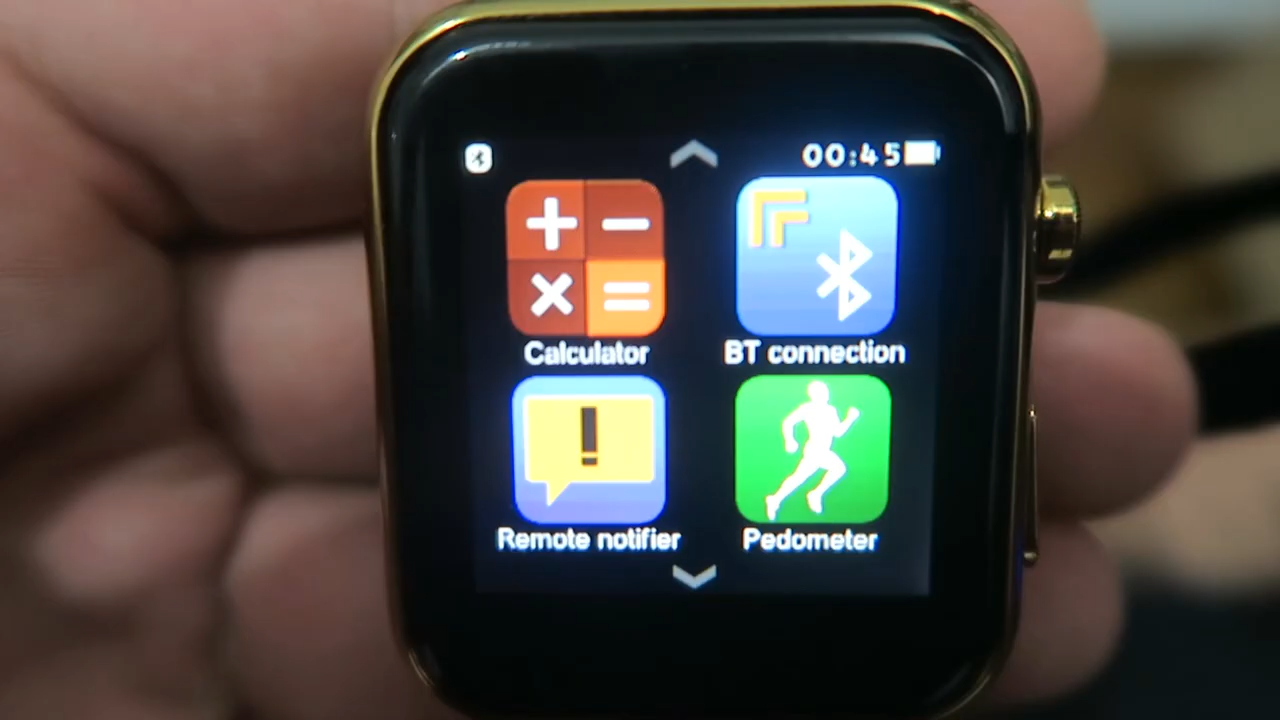 00:45
Calculator
BT connection
Remote notifier
Pedometer